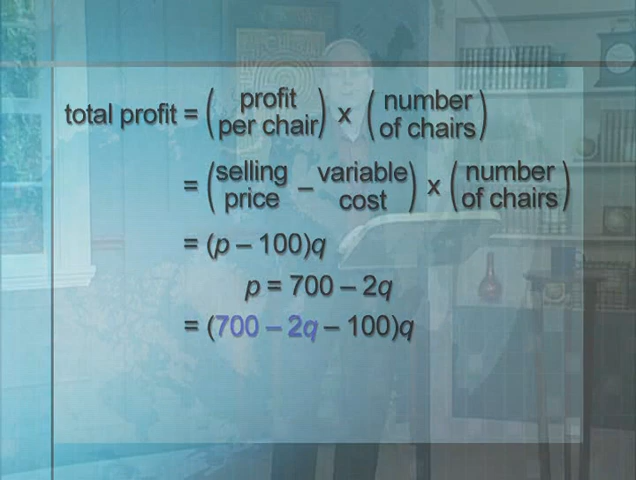 total profit = (profit per chair) x (number of chairs)
= (selling price – variable cost) x (number of chairs)
= (p – 100)q
p = 700 – 2q
= (700 – 2q – 100)q